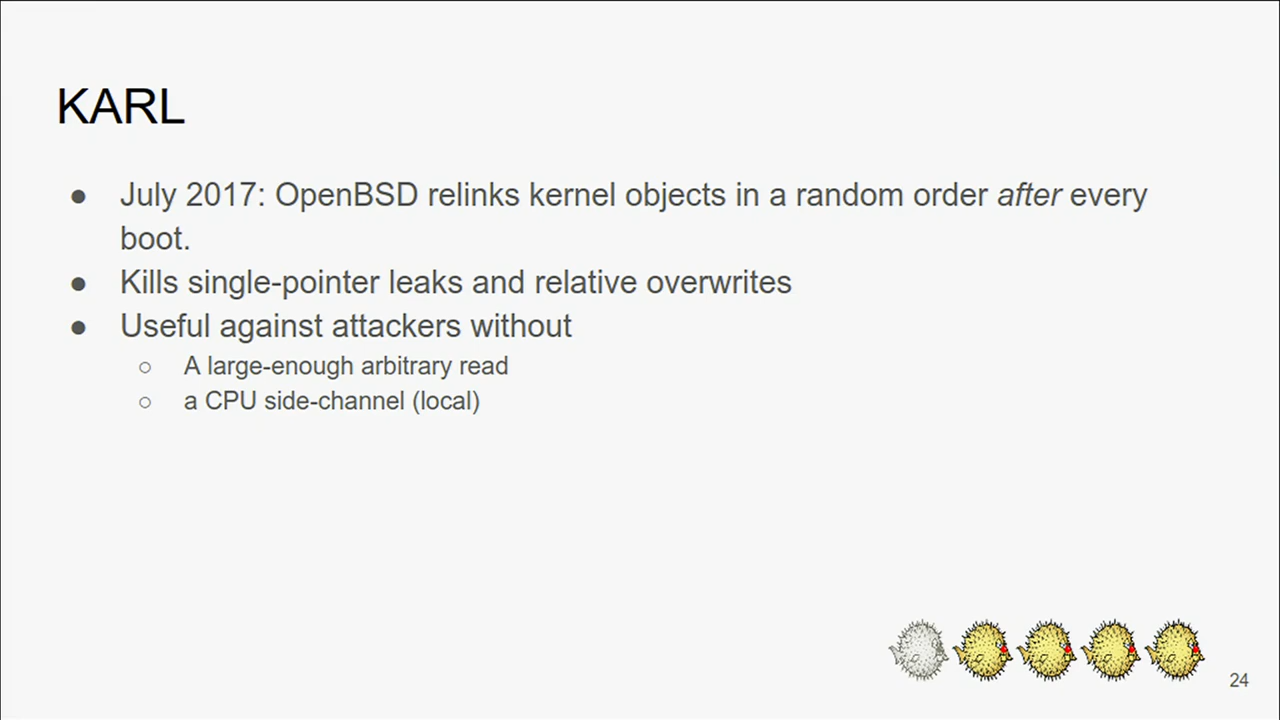 KARL
● July 2017: OpenBSD relinks kernel objects in a random order after every
boot.
● Kills single-pointer leaks and relative overwrites
● Useful against attackers without
○ A large-enough arbitrary read
○ a CPU side-channel (local)
24